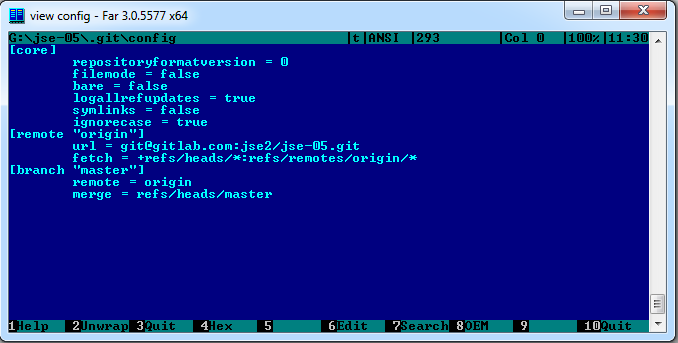 view config - Far 3.0.5577 x64
G:\jse-05\.git\config |t|ANSI |293 |Col 0 |100%|11:30
[core]
repositoryformatversion = 0
filemode = false
bare = false
logallrefupdates = true
symlinks = false
ignorecase = true
[remote "origin"]
url = git@gitlab.com:jse2/jse-05.git
fetch = +refs/heads/*:refs/remotes/origin/*
[branch "master"]
remote = origin
merge = refs/heads/master
1Help 2Unwrap 3Quit 4Hex 5 6Edit 7Search 8OEM 9 10Quit